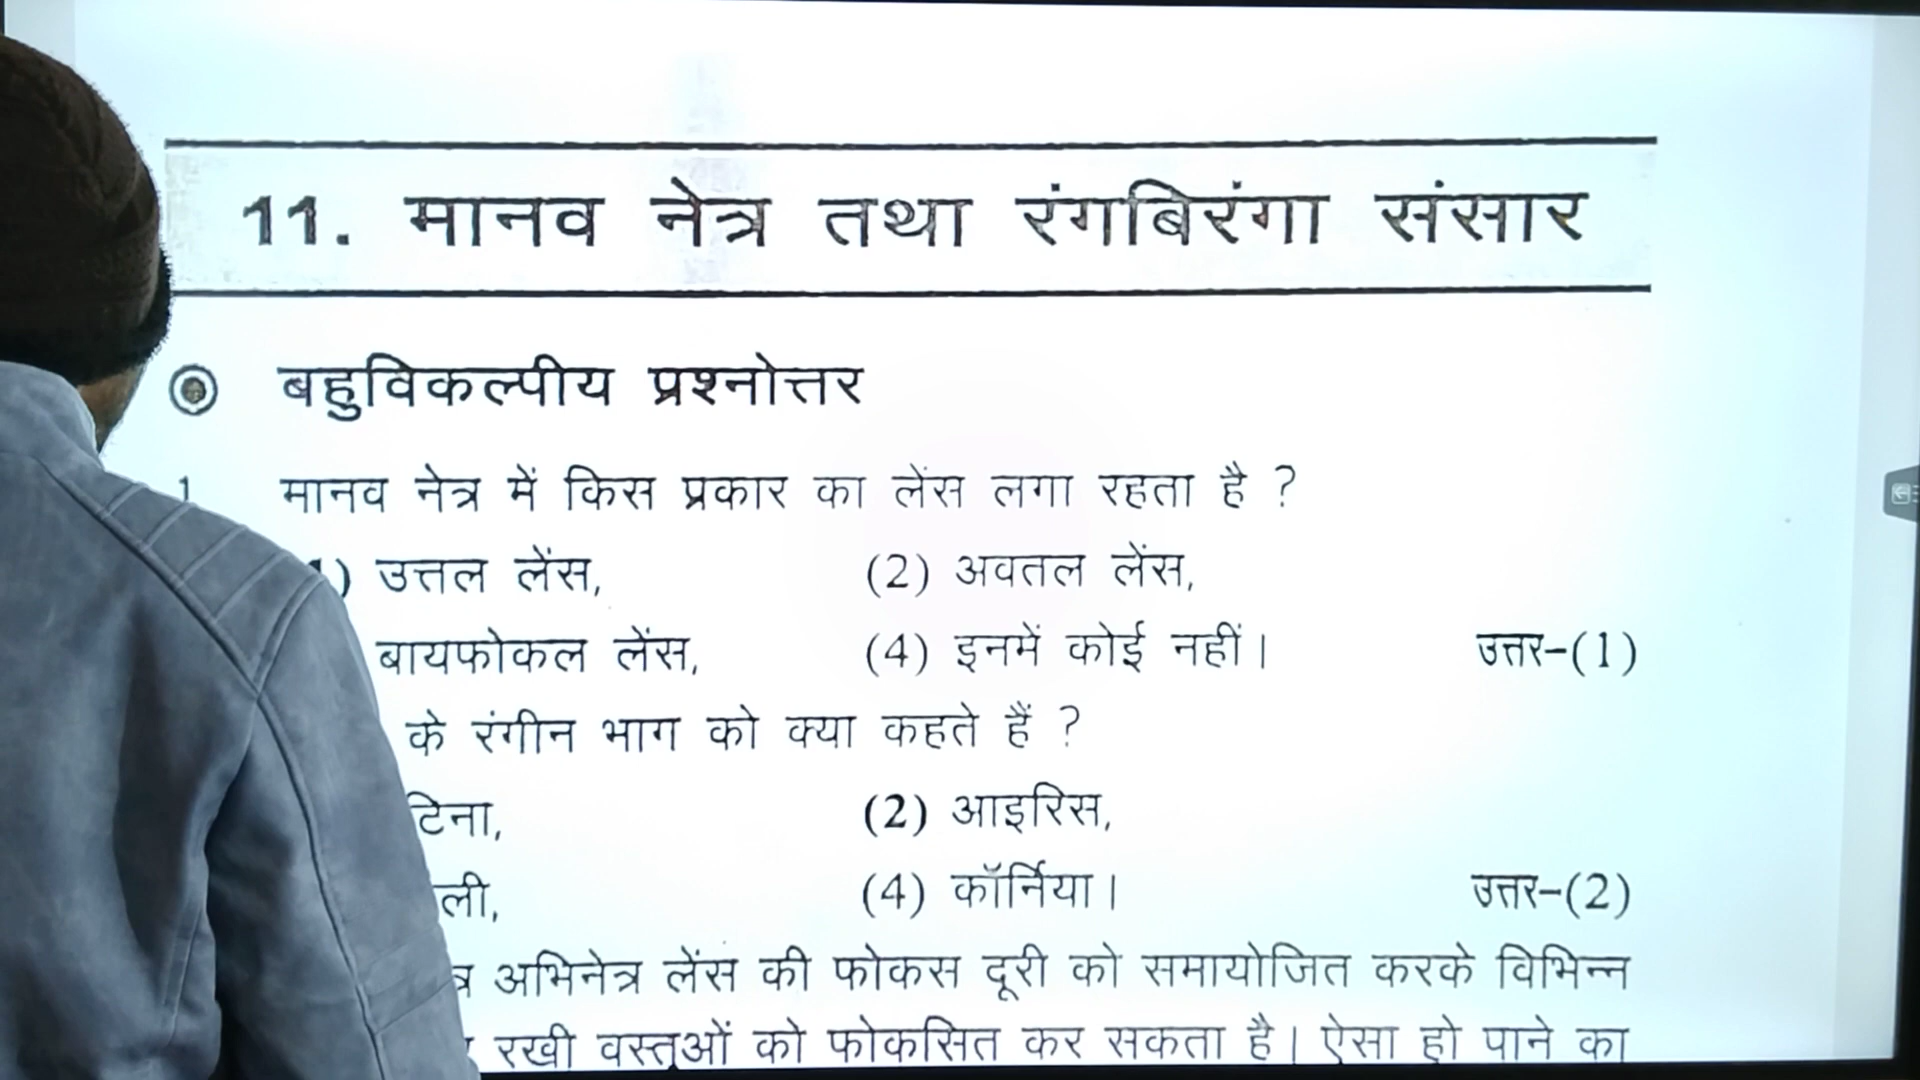 11. मानव नेत्र तथा रंगबिरंगा संसार
बहुविकल्पीय प्रश्नोत्तर
1 मानव नेत्र में किस प्रकार का लेंस लगा रहता है ?
1) उत्तल लेंस, (2) अवतल लेंस,
बायफोकल लेंस, (4) इनमें कोई नहीं। उत्तर-(1)
के रंगीन भाग को क्या कहते हैं ?
टिना, (2) आइरिस,
ली, (4) कॉर्निया। उत्तर-(2)
त्र अभिनेत्र लेंस की फोकस दूरी को समायोजित करके विभिन्न
रखी वस्तुओं को फोकसित कर सकता है। ऐसा हो पाने का